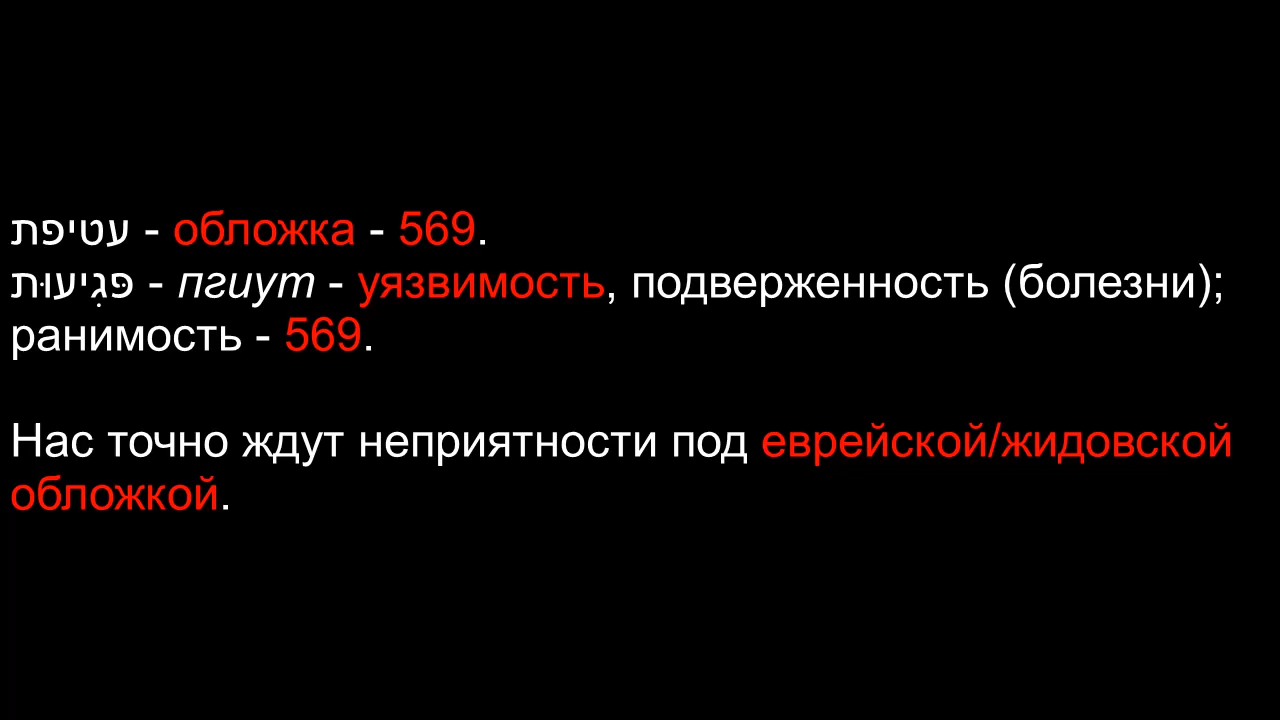 עטיפת - обложка - 569.
פְּגִיעוּת - пгиут - уязвимость, подверженность (болезни);
ранимость - 569.
Нас точно ждут неприятности под еврейской/жидовской
обложкой.